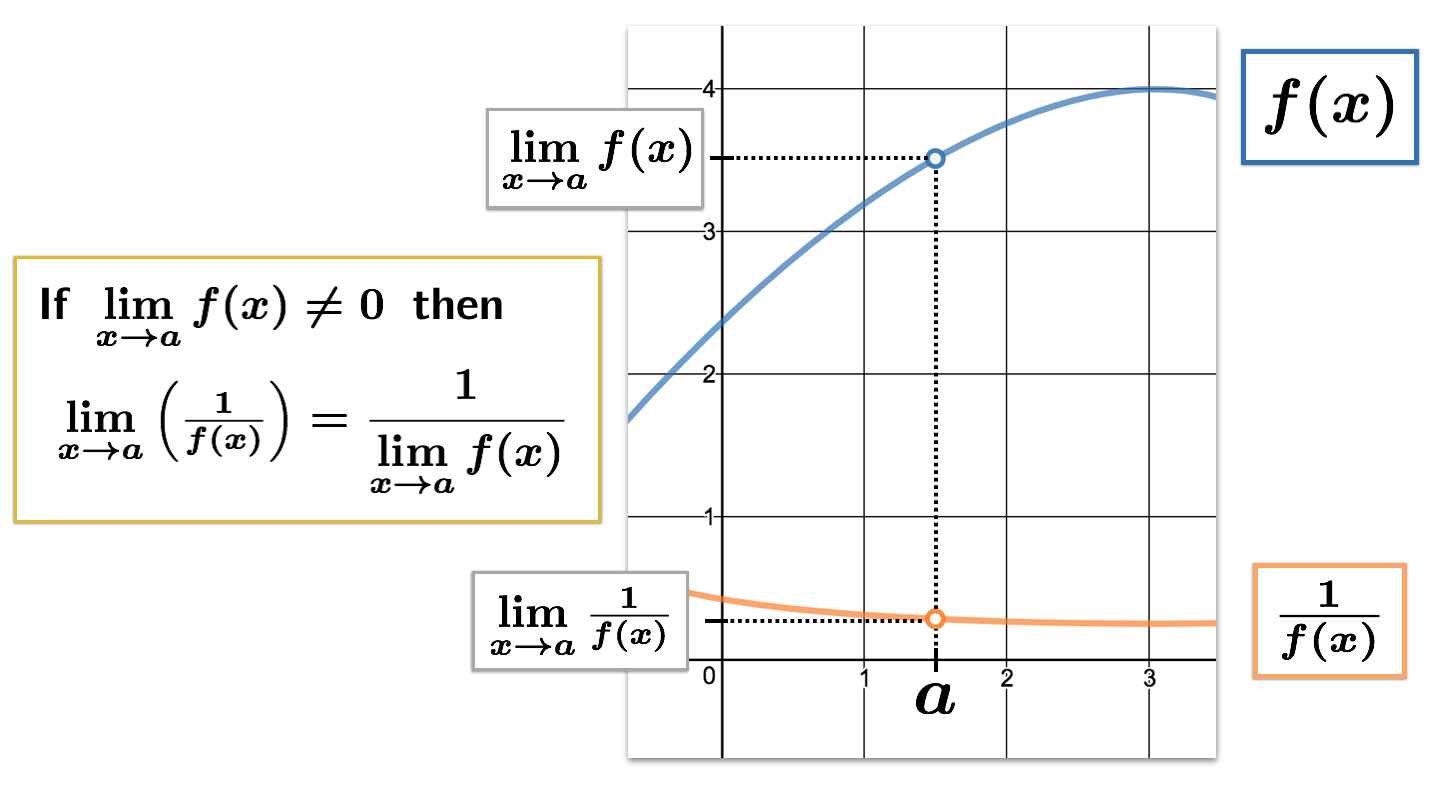 f(x)
4
lim f(x)
x→a
3
If lim f(x) ≠ 0 then
x→a
lim (1/f(x)) = 1/(lim f(x))
x→a x→a
2
1
lim 1/f(x)
x→a
1/f(x)
0 1 2 3
a